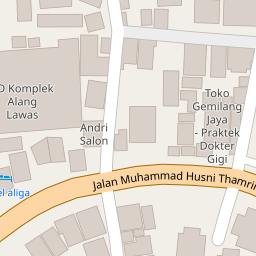 D Komplek
Alang
Lawas
Toko
Gemilang
Jaya
- Praktek
Dokter
Gigi
Andri
Salon
Jalan Muhammad Husni Thamrin
el aliga